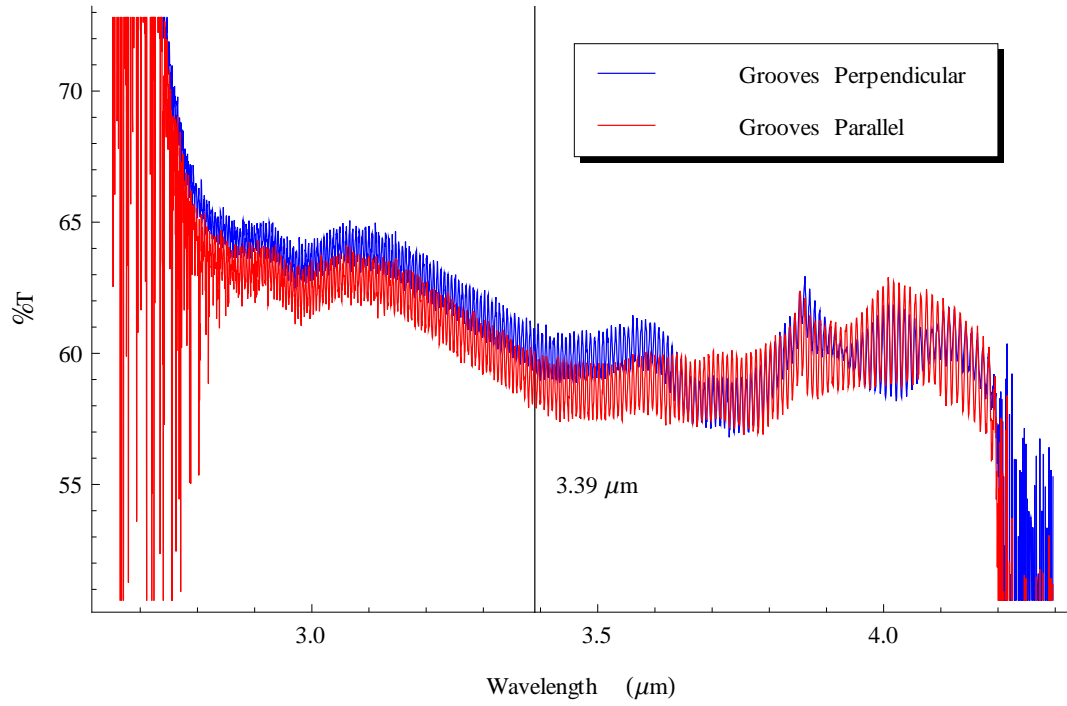 %T
70
65
60
55
Grooves Perpendicular
Grooves Parallel
3.39 μm
3.0
3.5
4.0
Wavelength (μm)